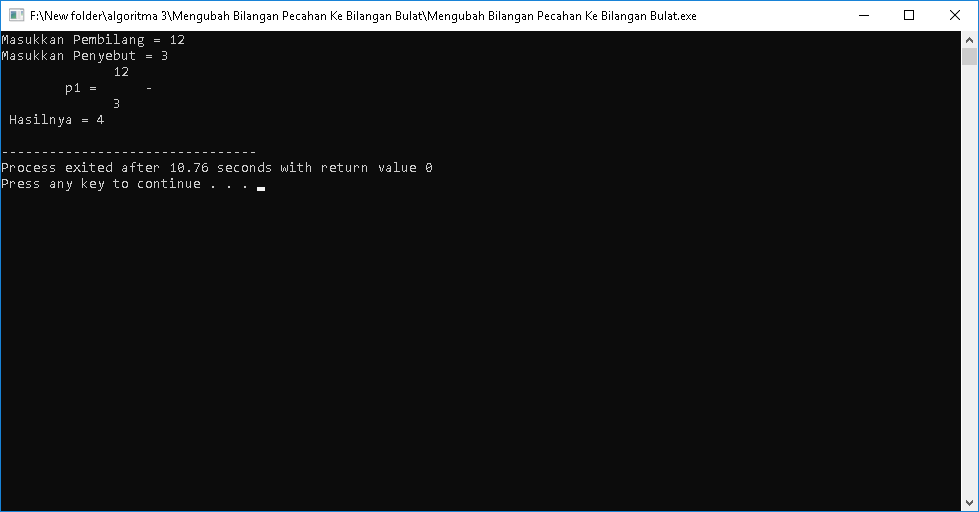 F:\New folder\algoritma 3\Mengubah Bilangan Pecahan Ke Bilangan Bulat\Mengubah Bilangan Pecahan Ke Bilangan Bulat.exe
Masukkan Pembilang = 12
Masukkan Penyebut = 3
12
p1 = -
3
Hasilnya = 4
--------------------------------
Process exited after 10.76 seconds with return value 0
Press any key to continue . . .